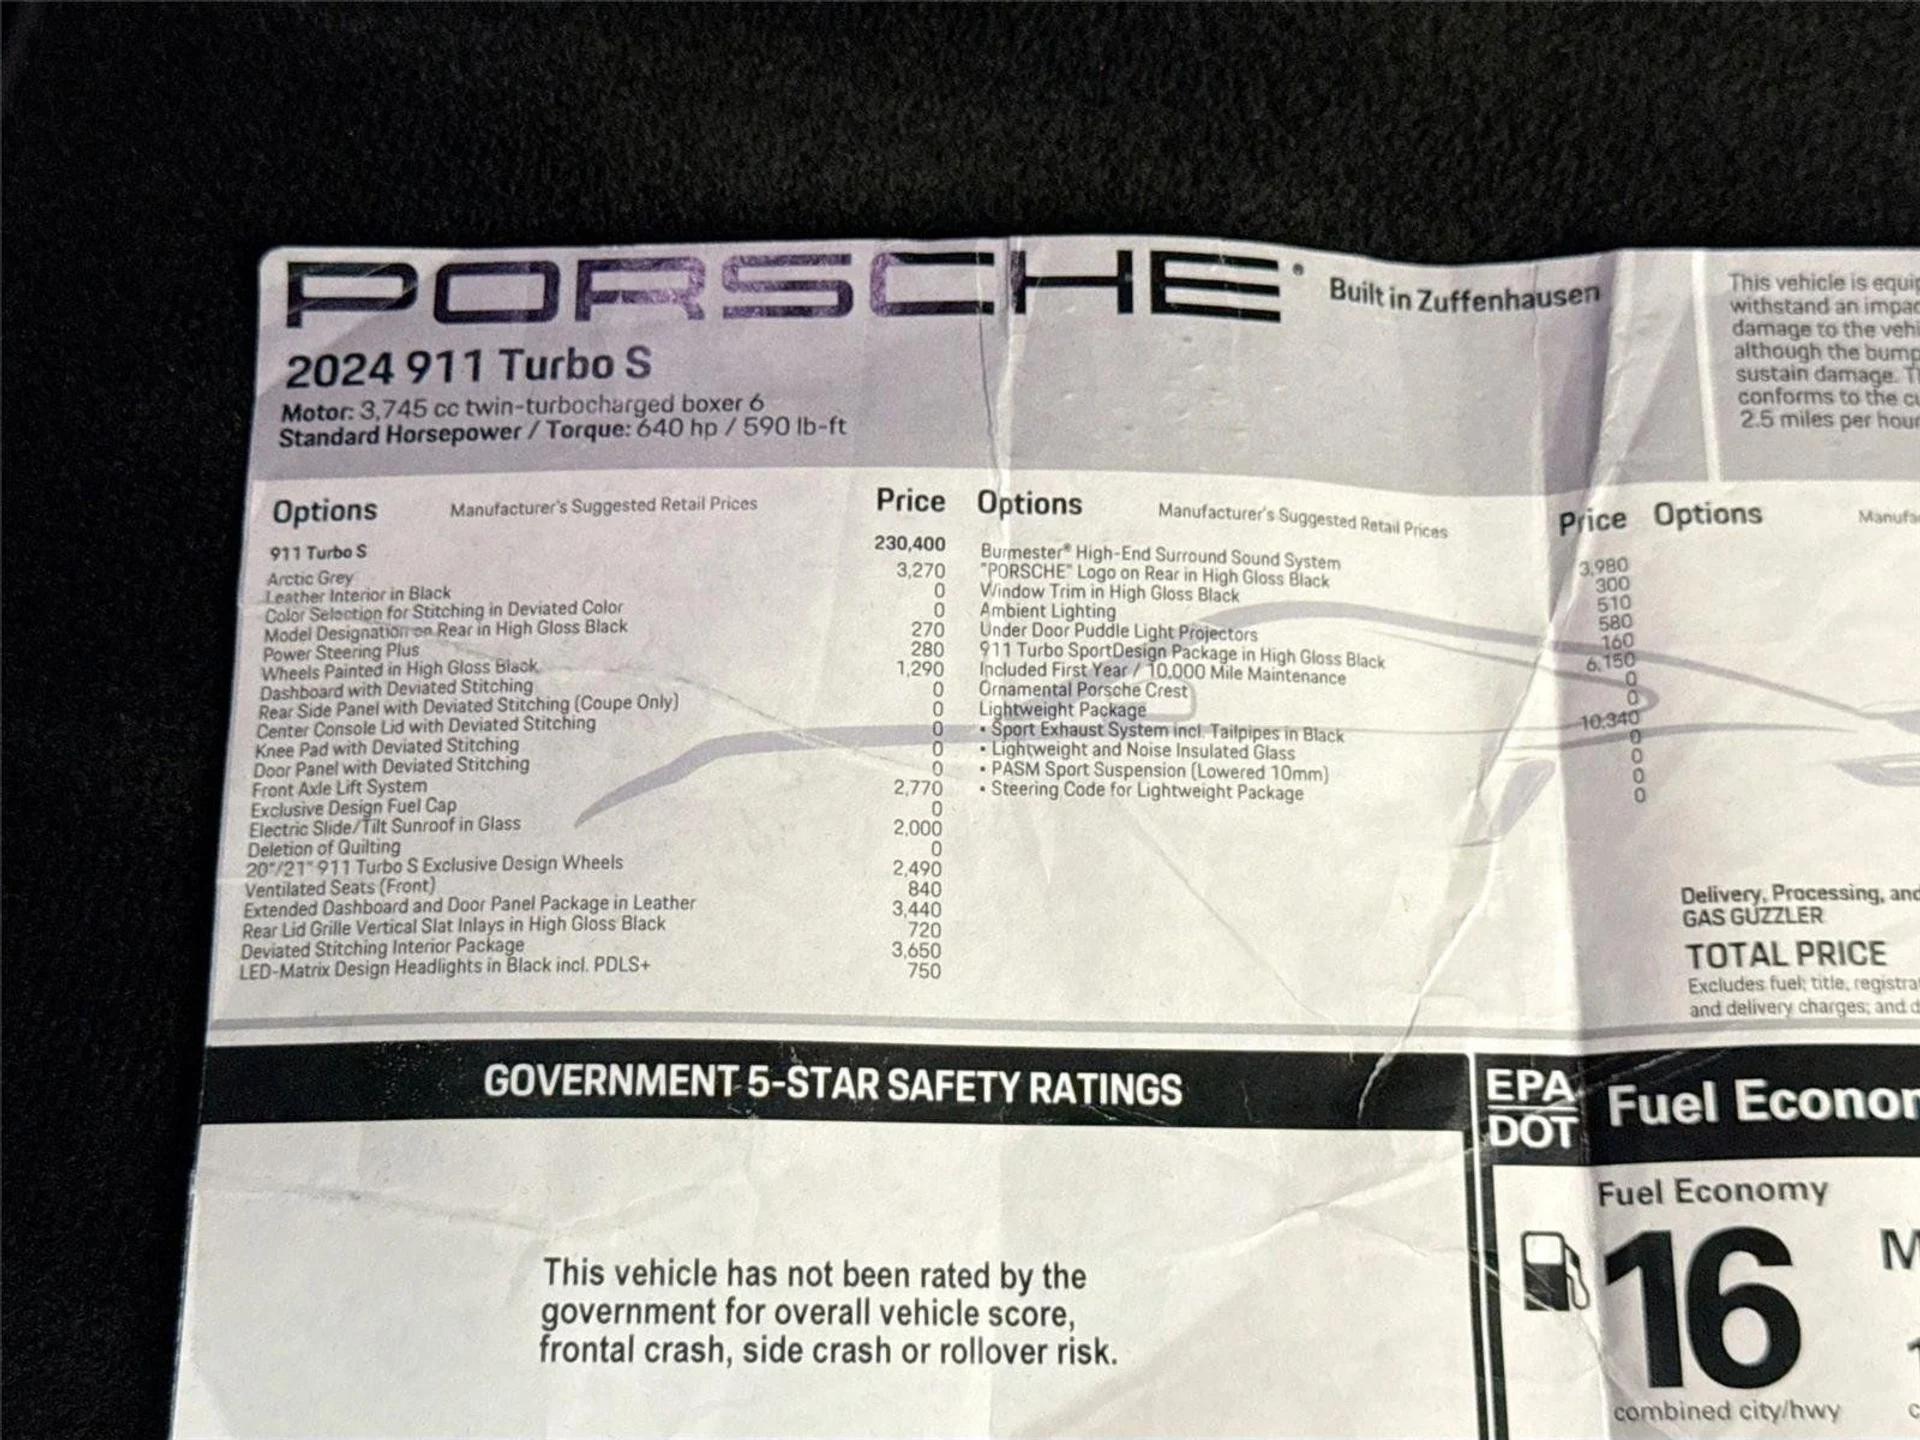 PORSCHE® Built in Zuffenhausen
2024 911 Turbo S
Motor: 3,745 cc twin-turbocharged boxer 6
Standard Horsepower / Torque: 640 hp / 590 lb-ft
This vehicle is equip
withstand an impac
damage to the vehi
although the bump
sustain damage. Th
conforms to the cu
2.5 miles per hour
Options Manufacturer's Suggested Retail Prices Price
911 Turbo S 230,400
Arctic Grey 3,270
Leather Interior in Black 0
Color Selection for Stitching in Deviated Color 0
Model Designation on Rear in High Gloss Black 270
Power Steering Plus 280
Wheels Painted in High Gloss Black 1,290
Dashboard with Deviated Stitching 0
Rear Side Panel with Deviated Stitching (Coupe Only) 0
Center Console Lid with Deviated Stitching 0
Knee Pad with Deviated Stitching 0
Door Panel with Deviated Stitching 0
Front Axle Lift System 2,770
Exclusive Design Fuel Cap 0
Electric Slide/Tilt Sunroof in Glass 2,000
Deletion of Quilting 0
20"/21" 911 Turbo S Exclusive Design Wheels 2,490
Ventilated Seats (Front) 840
Extended Dashboard and Door Panel Package in Leather 3,440
Rear Lid Grille Vertical Slat Inlays in High Gloss Black 720
Deviated Stitching Interior Package 3,650
LED-Matrix Design Headlights in Black incl. PDLS+ 750
Options Manufacturer's Suggested Retail Prices Price
Burmester® High-End Surround Sound System 3,980
"PORSCHE" Logo on Rear in High Gloss Black 300
Window Trim in High Gloss Black 510
Ambient Lighting 580
Under Door Puddle Light Projectors 160
911 Turbo SportDesign Package in High Gloss Black 6,150
Included First Year / 10,000 Mile Maintenance 0
Ornamental Porsche Crest 0
Lightweight Package 10,340
• Sport Exhaust System incl. Tailpipes in Black 0
• Lightweight and Noise Insulated Glass 0
• PASM Sport Suspension (Lowered 10mm) 0
• Steering Code for Lightweight Package 0
Options Manufa
Delivery, Processing, and
GAS GUZZLER
TOTAL PRICE
Excludes fuel; title, registra
and delivery charges; and d
GOVERNMENT 5-STAR SAFETY RATINGS
This vehicle has not been rated by the
government for overall vehicle score,
frontal crash, side crash or rollover risk.
EPA
DOT
Fuel Econom
Fuel Economy
16
combined city/hwy
M